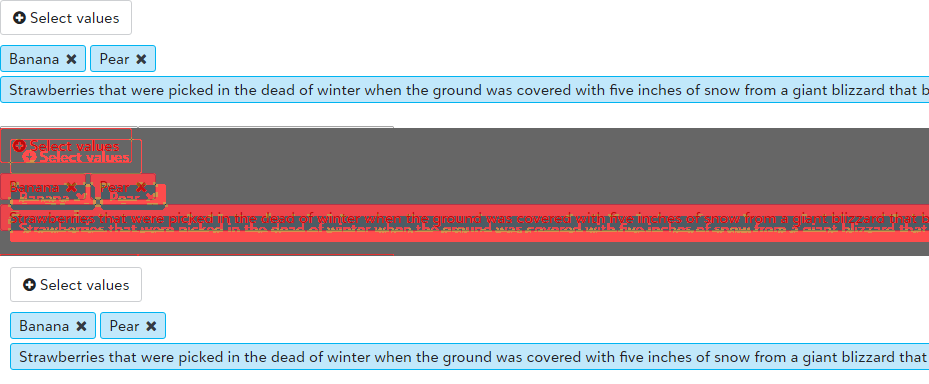 Select values
Banana ✖ Pear ✖
Strawberries that were picked in the dead of winter when the ground was covered with five inches of snow from a giant blizzard that b
Select values
Select values
Banana ✖ Pear ✖
Banana ✖ Pear ✖
Strawberries that were picked in the dead of winter when the ground was covered with five inches of snow from a giant blizzard that b
Strawberries that were picked in the dead of winter when the ground was covered with five inches of snow from a giant blizzard that
Select values
Banana ✖ Pear ✖
Strawberries that were picked in the dead of winter when the ground was covered with five inches of snow from a giant blizzard that